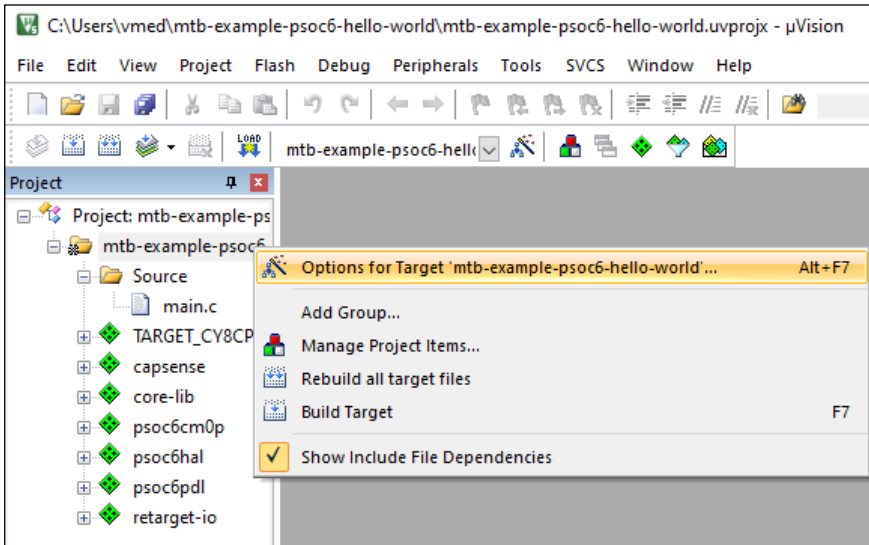 C:\Users\vmed\mtb-example-psoc6-hello-world\mtb-example-psoc6-hello-world.uvprojx - µVision
File Edit View Project Flash Debug Peripherals Tools SVCS Window Help
LOAD
mtb-example-psoc6-hello
Project
Project: mtb-example-ps
mtb-example-psoc6
Source
main.c
TARGET_CY8CP
capsense
core-lib
psoc6cm0p
psoc6hal
psoc6pdl
retarget-io
Options for Target 'mtb-example-psoc6-hello-world'... Alt+F7
Add Group...
Manage Project Items...
Rebuild all target files
Build Target F7
Show Include File Dependencies